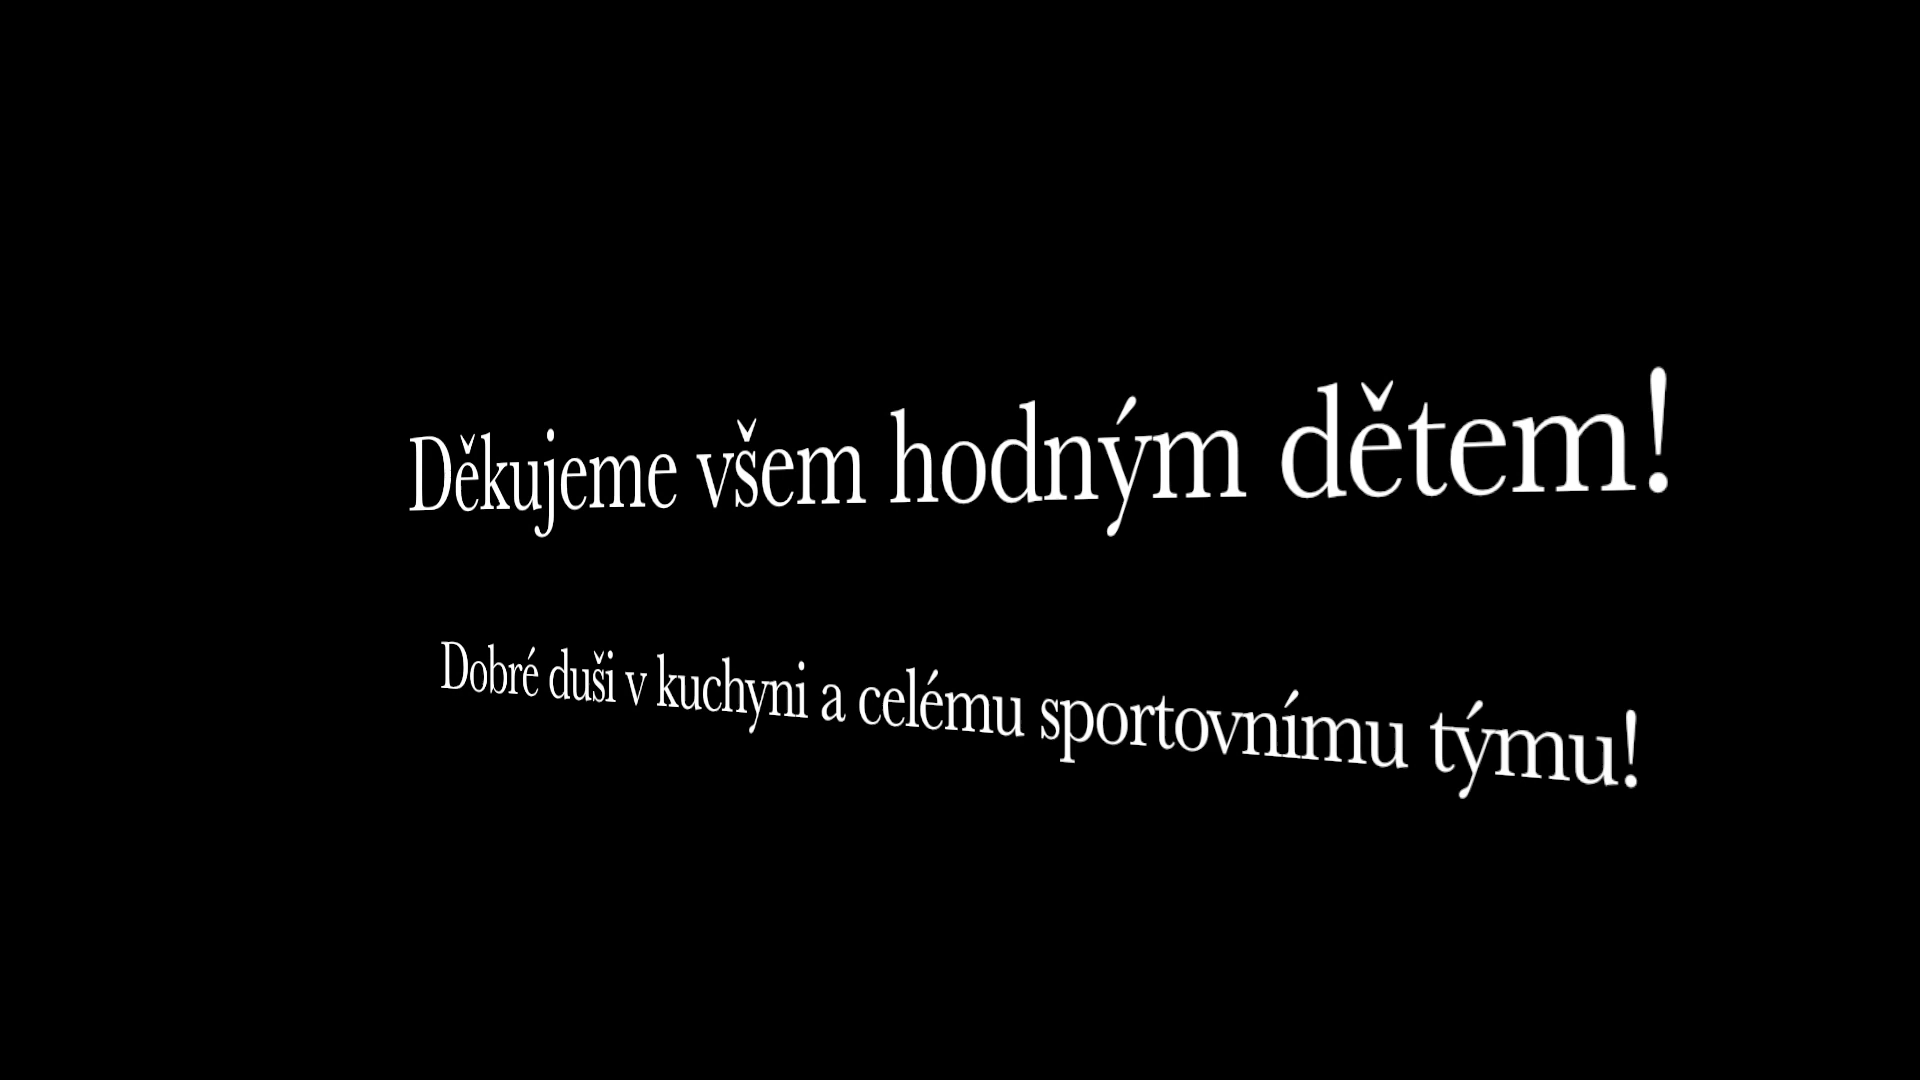 Děkujeme všem hodným dětem!
Dobré duši v kuchyni a celému sportovnímu týmu!